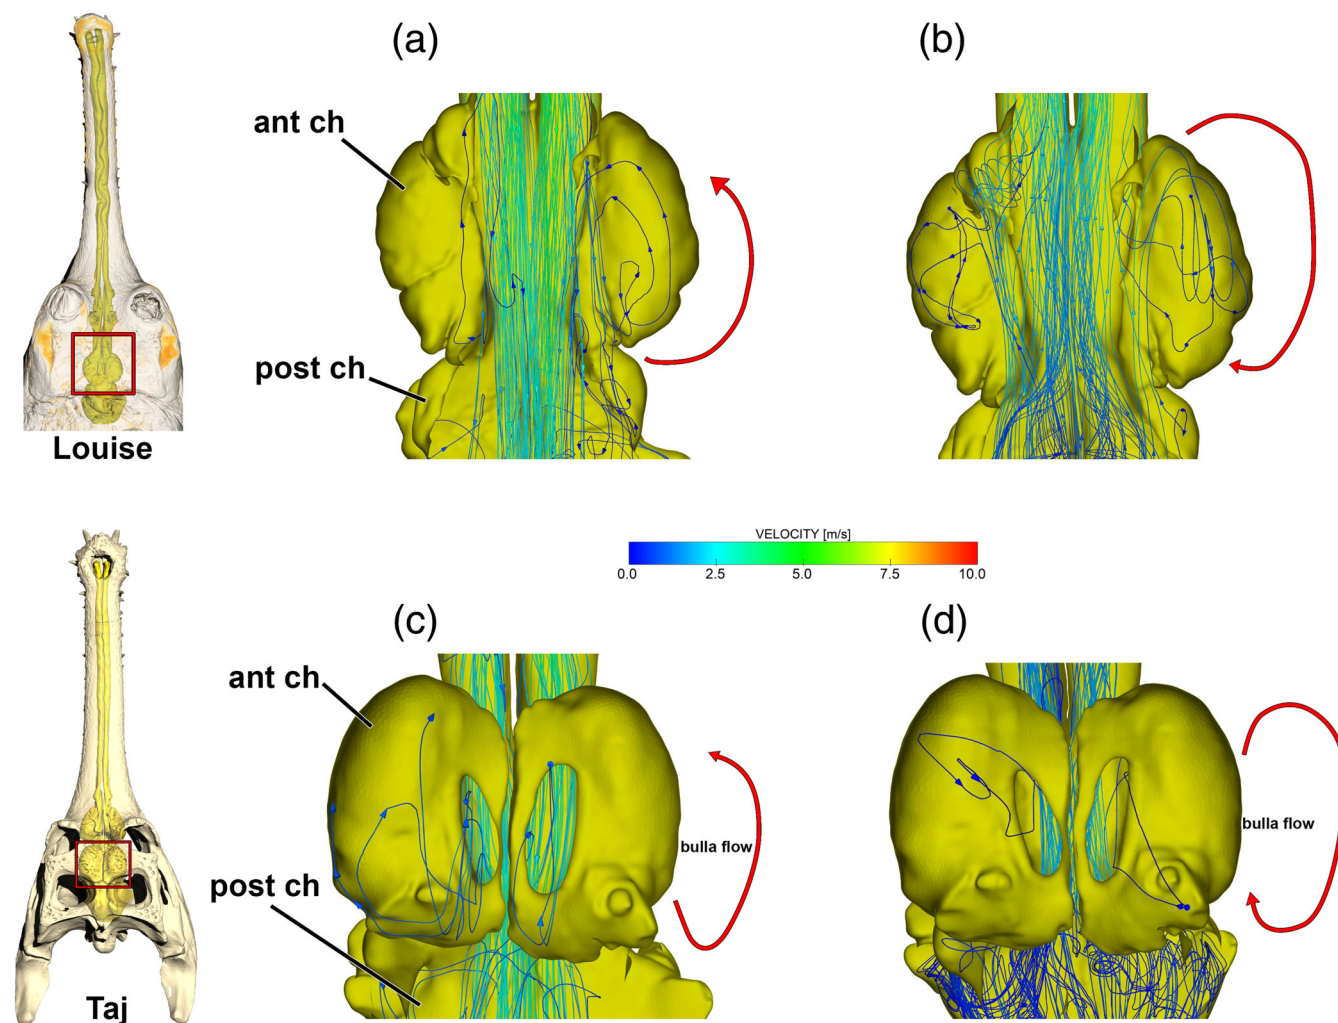 (a)
(b)
ant ch
post ch
Louise
VELOCITY [m/s]
0.0 2.5 5.0 7.5 10.0
(c)
(d)
ant ch
bulla flow
bulla flow
post ch
Taj